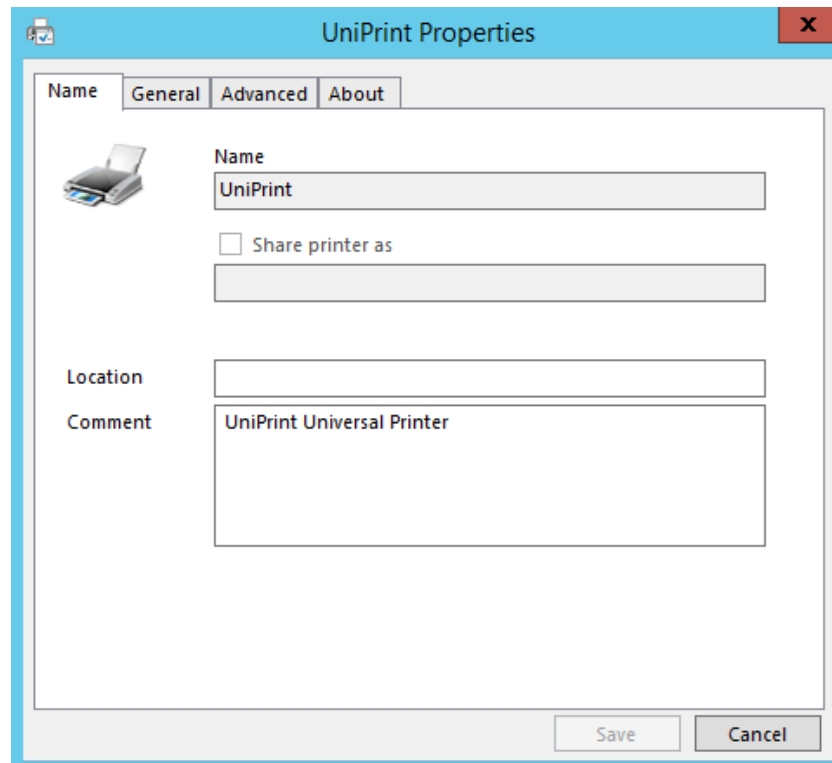 UniPrint Properties
x
Name General Advanced About
Name
UniPrint
Share printer as
Location
Comment UniPrint Universal Printer
Save Cancel